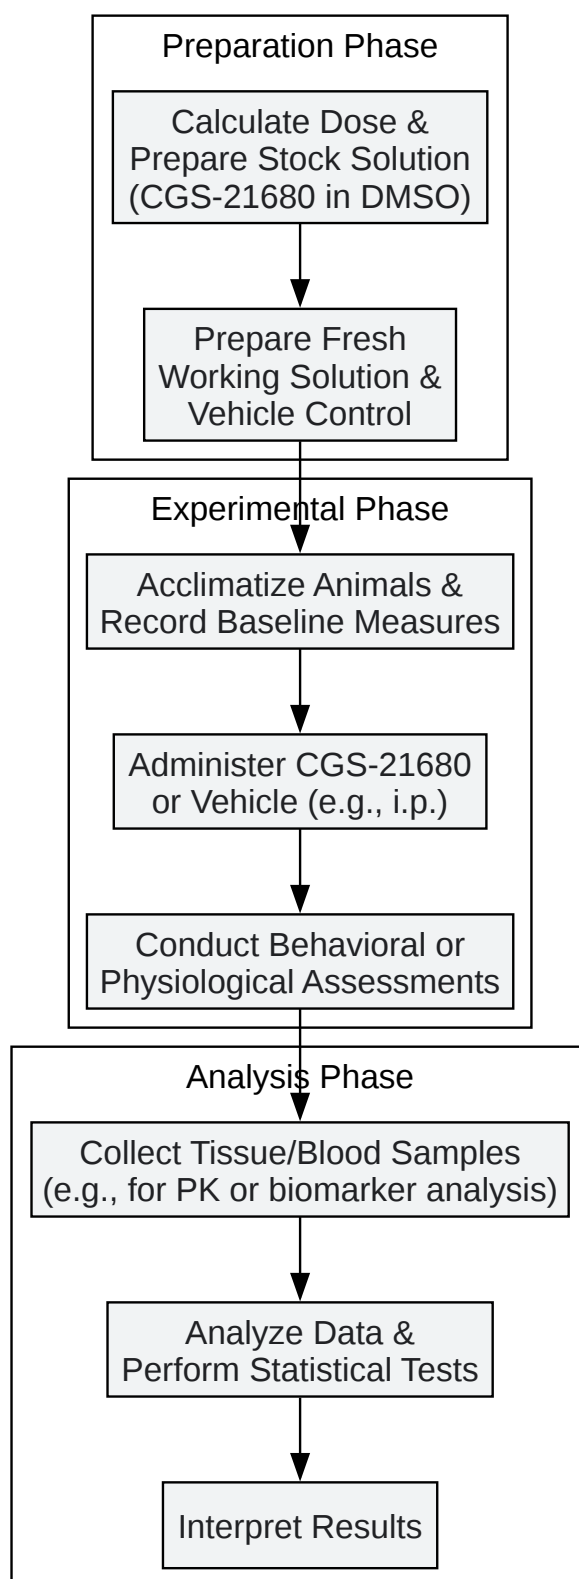 Preparation Phase
Calculate Dose &
Prepare Stock Solution
(CGS-21680 in DMSO)
Prepare Fresh
Working Solution &
Vehicle Control
Experimental Phase
Acclimatize Animals &
Record Baseline Measures
Administer CGS-21680
or Vehicle (e.g., i.p.)
Conduct Behavioral or
Physiological Assessments
Analysis Phase
Collect Tissue/Blood Samples
(e.g., for PK or biomarker analysis)
Analyze Data &
Perform Statistical Tests
Interpret Results